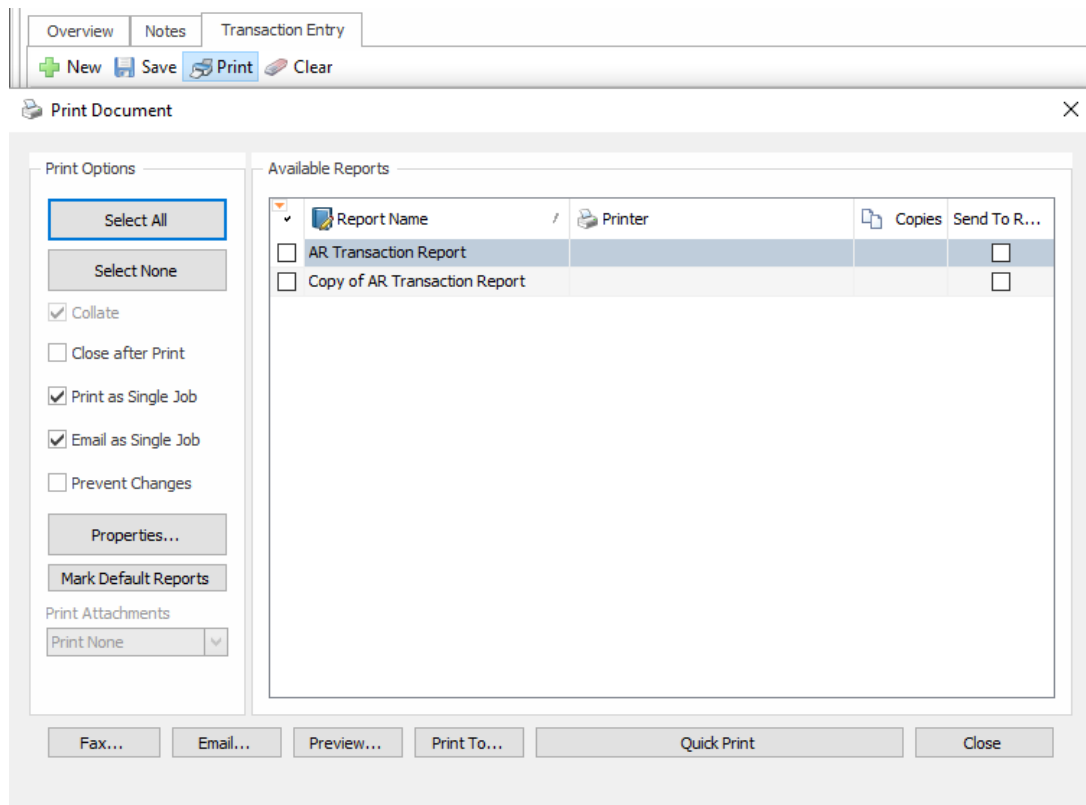 Overview Notes Transaction Entry
New Save Print Clear
Print Document
Print Options
Select All
Select None
Collate
Close after Print
Print as Single Job
Email as Single Job
Prevent Changes
Properties...
Mark Default Reports
Print Attachments
Print None
Available Reports
Report Name Printer Copies Send To R...
AR Transaction Report
Copy of AR Transaction Report
Fax... Email... Preview... Print To... Quick Print Close